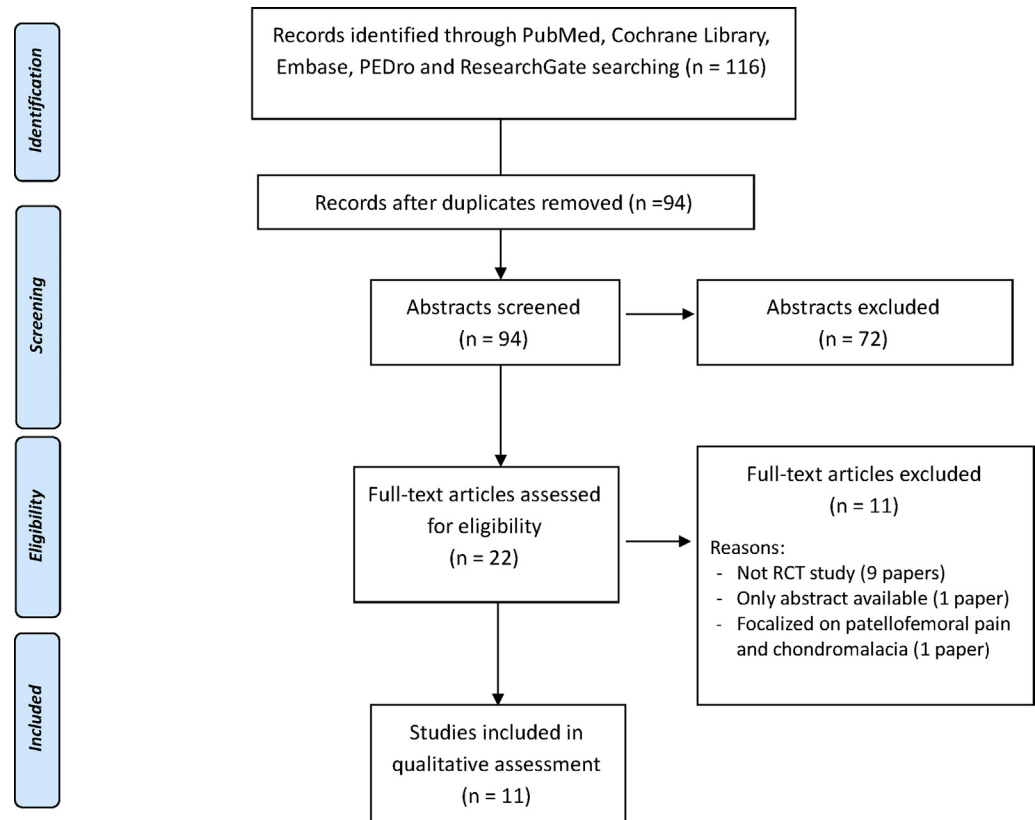 Identification
Records identified through PubMed, Cochrane Library,
Embase, PEDro and ResearchGate searching (n = 116)
Records after duplicates removed (n =94)
Screening
Abstracts screened
(n = 94)
Abstracts excluded
(n = 72)
Eligibility
Full-text articles assessed
for eligibility
(n = 22)
Full-text articles excluded
(n = 11)
Reasons:
- Not RCT study (9 papers)
- Only abstract available (1 paper)
- Focalized on patellofemoral pain
and chondromalacia (1 paper)
Included
Studies included in
qualitative assessment
(n = 11)